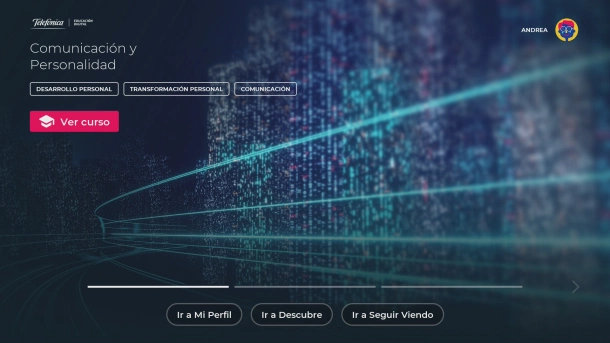 Telefónica
EDUCACIÓN
DIGITAL
ANDREA
Comunicación y
Personalidad
DESARROLLO PERSONAL
TRANSFORMACIÓN PERSONAL
COMUNICACIÓN
Ver curso
Ir a Mi Perfil
Ir a Descubre
Ir a Seguir Viendo